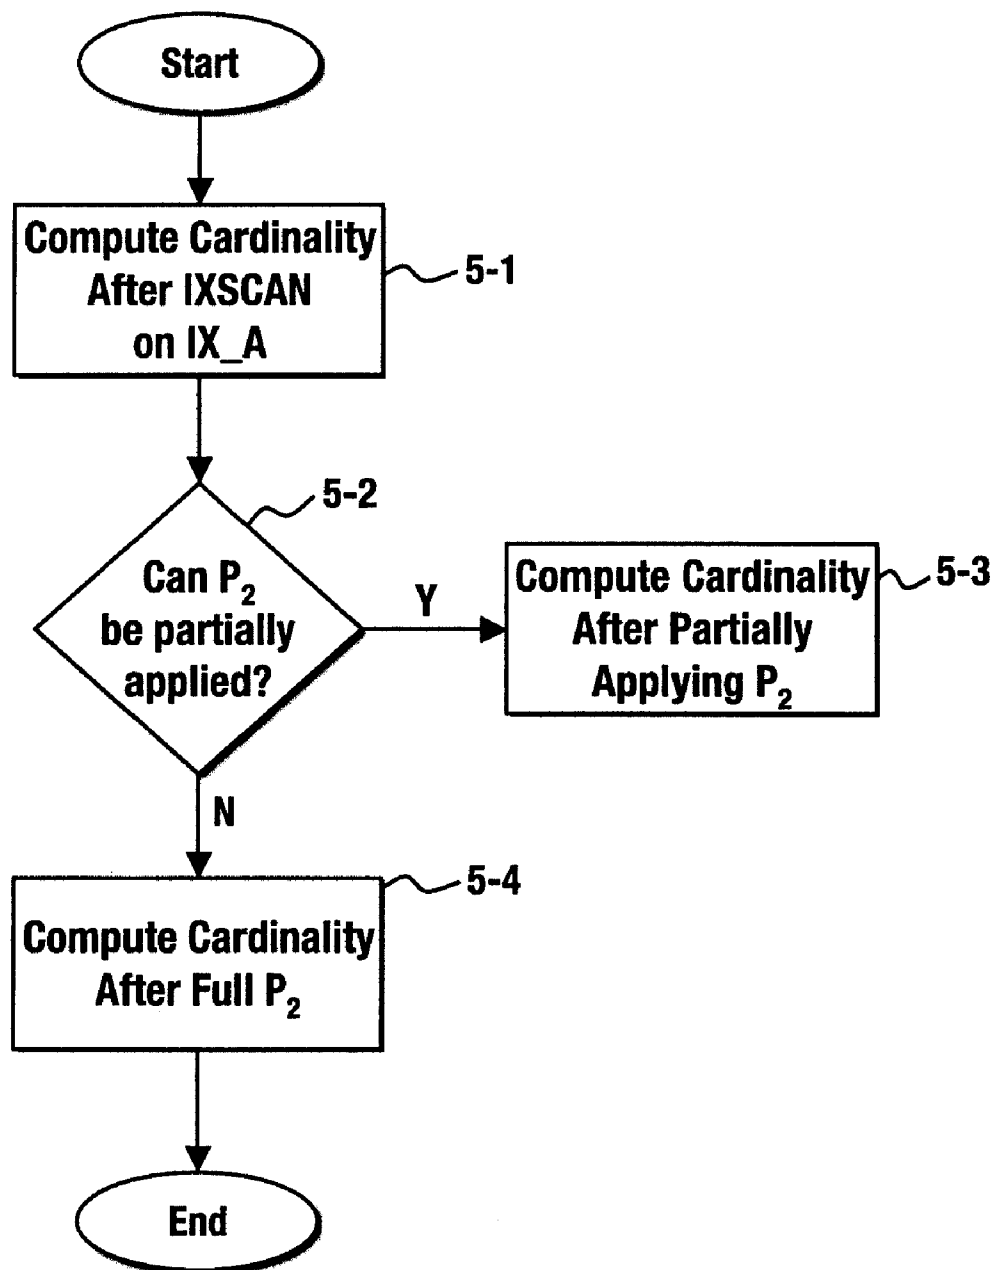 Start
Compute Cardinality
After IXSCAN
on IX_A
5-1
5-2
Can P2
be partially
applied?
Y
Compute Cardinality
After Partially
Applying P2
5-3
N
5-4
Compute Cardinality
After Full P2
End